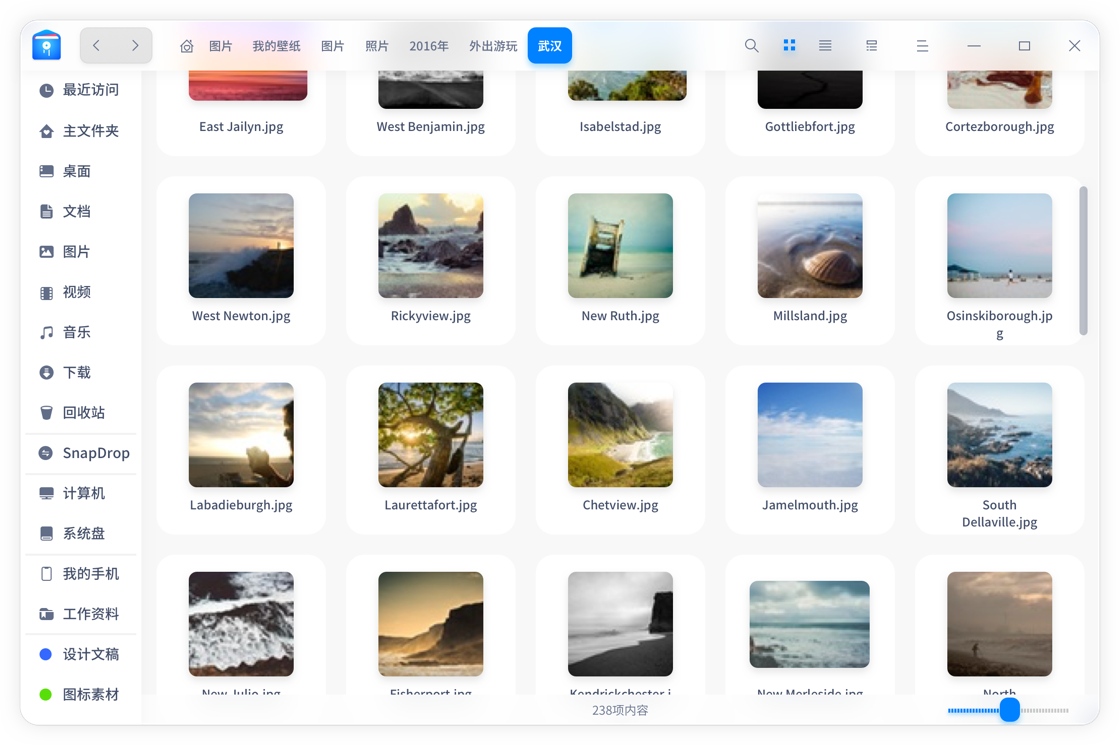 图片
我的壁纸
图片
照片
2016年
外出游玩
武汉
最近访问
主文件夹
桌面
文档
图片
视频
音乐
下载
回收站
SnapDrop
计算机
系统盘
我的手机
工作资料
设计文稿
图标素材
East Jailyn.jpg
West Benjamin.jpg
Isabelstad.jpg
Gottliebfort.jpg
Cortezborough.jpg
West Newton.jpg
Rickyview.jpg
New Ruth.jpg
Millsland.jpg
Osinskiborough.jp
g
Labadieburgh.jpg
Laurettafort.jpg
Chetview.jpg
Jamelmouth.jpg
South
Dellaville.jpg
New Julio.jpg
Fisherport.jpg
Kendrickchester.j
New Merleside.jpg
North
238项内容